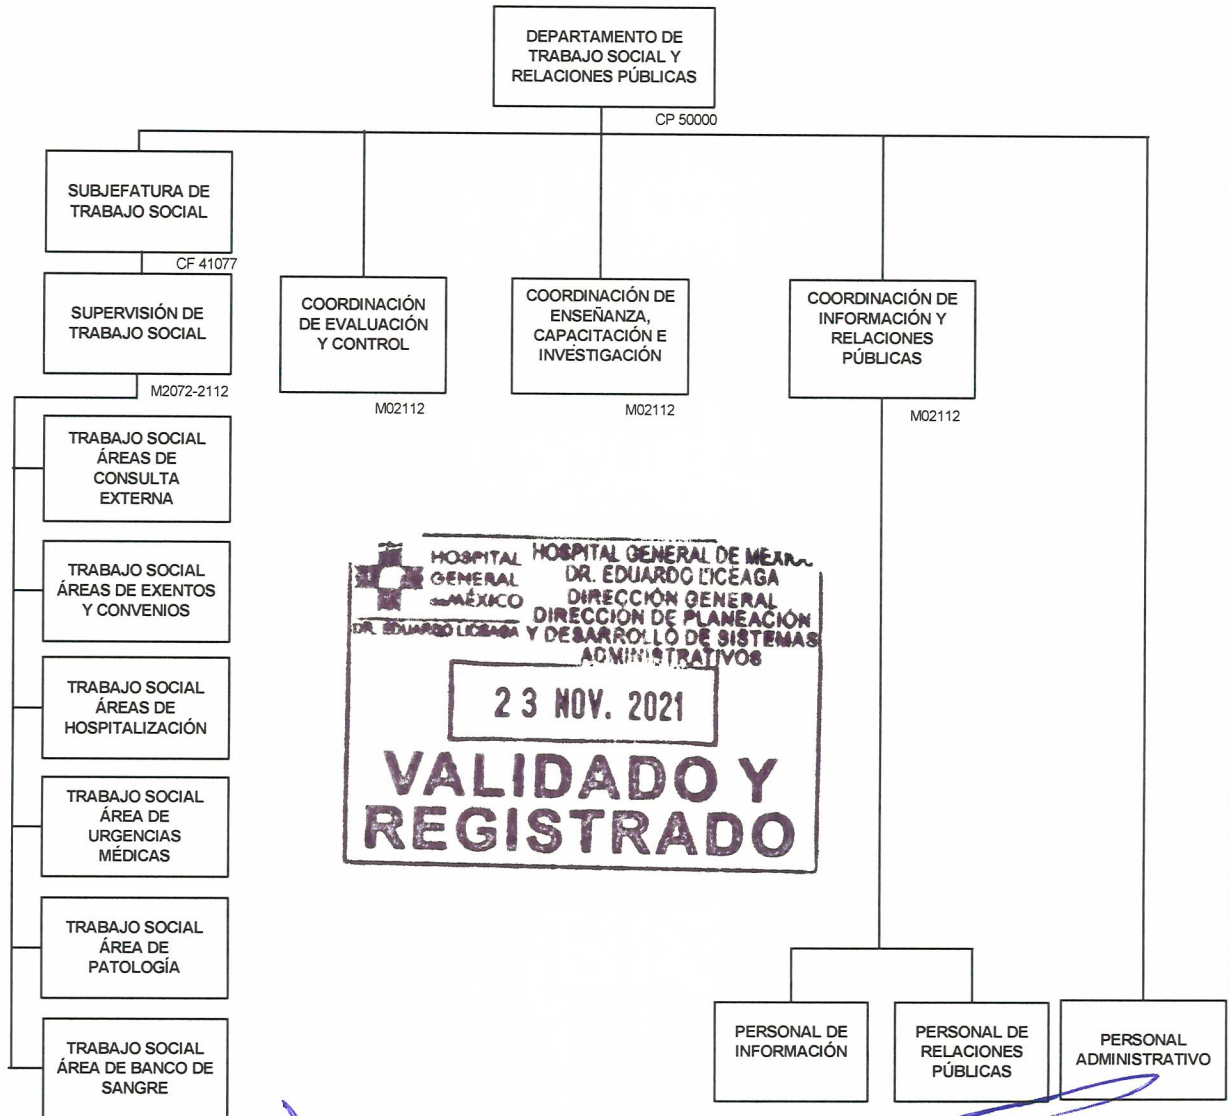 DEPARTAMENTO DE
TRABAJO SOCIAL Y
RELACIONES PÚBLICAS
CP 50000
SUBJEFATURA DE
TRABAJO SOCIAL
CF 41077
SUPERVISIÓN DE
TRABAJO SOCIAL
M2072-2112
COORDINACIÓN
DE EVALUACIÓN
Y CONTROL
M02112
COORDINACIÓN DE
ENSEÑANZA,
CAPACITACIÓN E
INVESTIGACIÓN
M02112
COORDINACIÓN DE
INFORMACIÓN Y
RELACIONES
PÚBLICAS
M02112
TRABAJO SOCIAL
ÁREAS DE
CONSULTA
EXTERNA
TRABAJO SOCIAL
ÁREAS DE EXENTOS
Y CONVENIOS
TRABAJO SOCIAL
ÁREAS DE
HOSPITALIZACIÓN
TRABAJO SOCIAL
ÁREA DE
URGENCIAS
MÉDICAS
TRABAJO SOCIAL
ÁREA DE
PATOLOGÍA
TRABAJO SOCIAL
ÁREA DE BANCO DE
SANGRE
HOSPITAL
GENERAL
de MÉXICO
DR. EDUARDO LICEAGA
HOSPITAL GENERAL DE MÉXICO
DR. EDUARDO LICEAGA
DIRECCIÓN GENERAL
DIRECCIÓN DE PLANEACIÓN
Y DESARROLLO DE SISTEMAS
ADMINISTRATIVOS
23 NOV. 2021
VALIDADO Y
REGISTRADO
PERSONAL DE
INFORMACIÓN
PERSONAL DE
RELACIONES
PÚBLICAS
PERSONAL
ADMINISTRATIVO